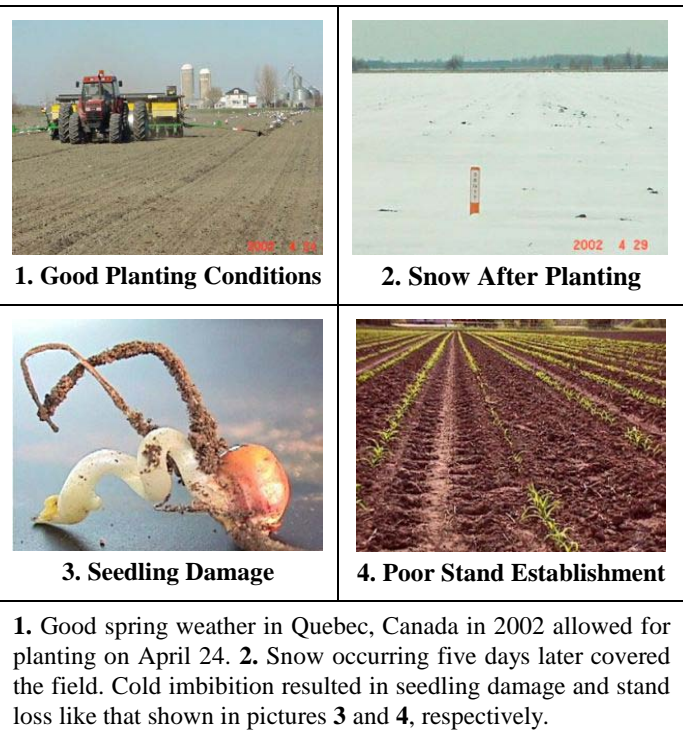 2002 4 24
2002 4 29
1. Good Planting Conditions
2. Snow After Planting
3. Seedling Damage
4. Poor Stand Establishment
1. Good spring weather in Quebec, Canada in 2002 allowed for
planting on April 24. 2. Snow occurring five days later covered
the field. Cold imbibition resulted in seedling damage and stand
loss like that shown in pictures 3 and 4, respectively.